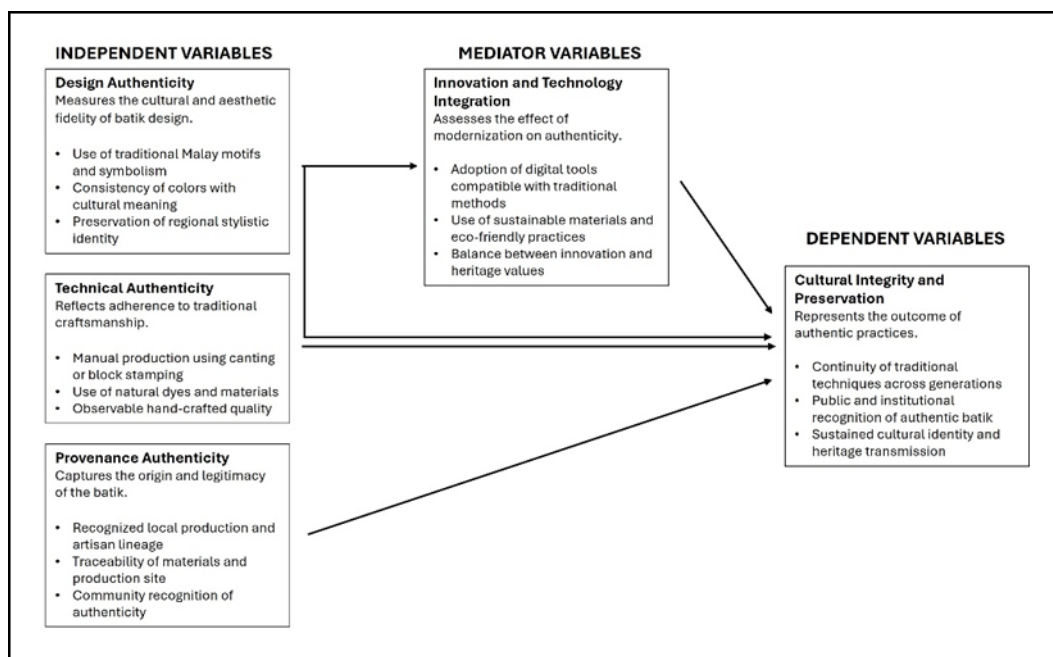 INDEPENDENT VARIABLES
Design Authenticity
Measures the cultural and aesthetic
fidelity of batik design.
• Use of traditional Malay motifs
and symbolism
• Consistency of colors with
cultural meaning
• Preservation of regional stylistic
identity
Technical Authenticity
Reflects adherence to traditional
craftsmanship.
• Manual production using canting
or block stamping
• Use of natural dyes and materials
• Observable hand-crafted quality
Provenance Authenticity
Captures the origin and legitimacy
of the batik.
• Recognized local production and
artisan lineage
• Traceability of materials and
production site
• Community recognition of
authenticity
MEDIATOR VARIABLES
Innovation and Technology
Integration
Assesses the effect of
modernization on authenticity.
• Adoption of digital tools
compatible with traditional
methods
• Use of sustainable materials and
eco-friendly practices
• Balance between innovation and
heritage values
DEPENDENT VARIABLES
Cultural Integrity and
Preservation
Represents the outcome of
authentic practices.
• Continuity of traditional
techniques across generations
• Public and institutional
recognition of authentic batik
• Sustained cultural identity and
heritage transmission